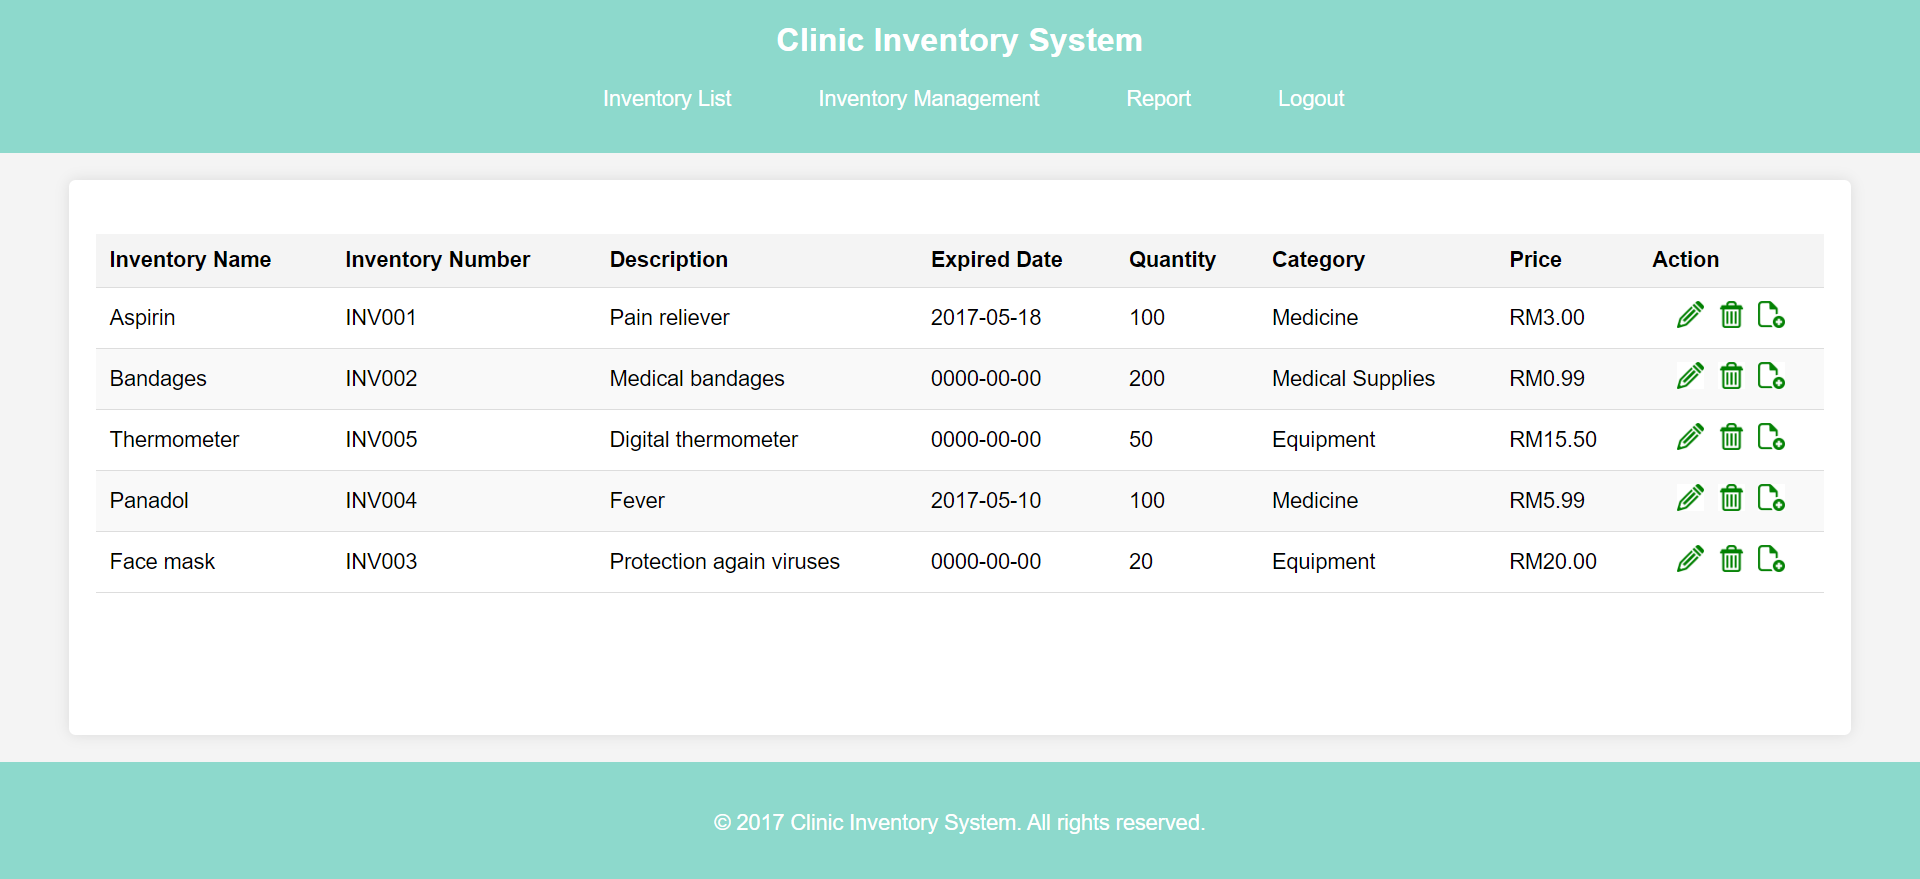 Clinic Inventory System
Inventory List Inventory Management Report Logout
Inventory Name Inventory Number Description Expired Date Quantity Category Price Action
Aspirin INV001 Pain reliever 2017-05-18 100 Medicine RM3.00
Bandages INV002 Medical bandages 0000-00-00 200 Medical Supplies RM0.99
Thermometer INV005 Digital thermometer 0000-00-00 50 Equipment RM15.50
Panadol INV004 Fever 2017-05-10 100 Medicine RM5.99
Face mask INV003 Protection again viruses 0000-00-00 20 Equipment RM20.00
© 2017 Clinic Inventory System. All rights reserved.